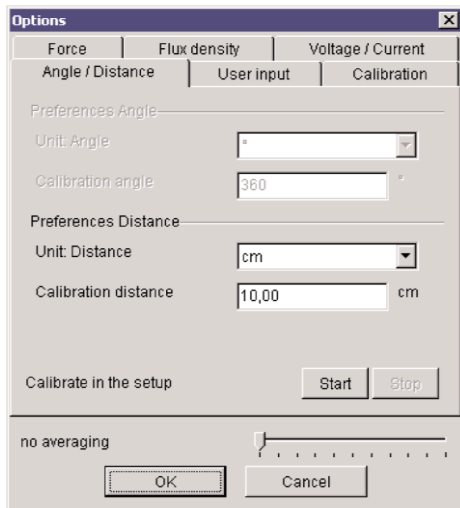 Options
Force Flux density Voltage / Current
Angle / Distance User input Calibration
Preferences Angle
Unit: Angle °
Calibration angle 360 °
Preferences Distance
Unit: Distance cm
Calibration distance 10,00 cm
Calibrate in the setup Start Stop
no averaging
OK Cancel